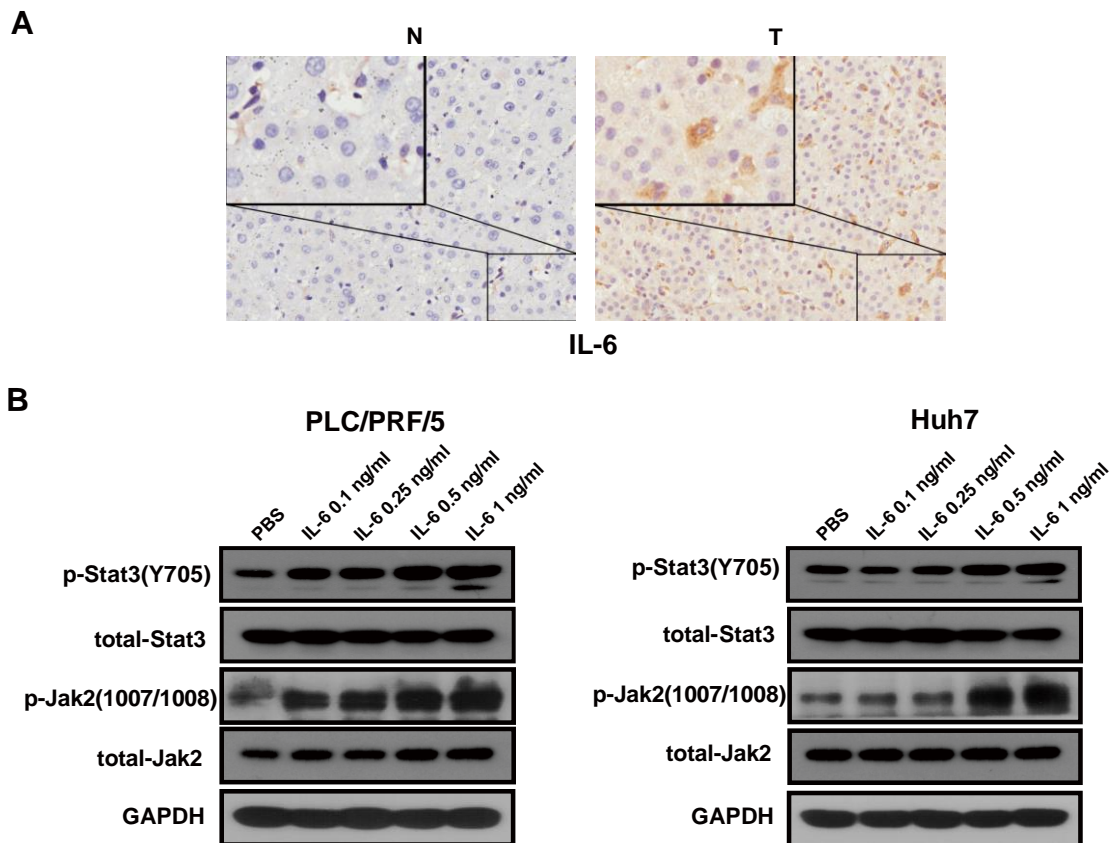 A
N
T
IL-6
B
PLC/PRF/5
PBS
IL-6 0.1 ng/ml
IL-6 0.25 ng/ml
IL-6 0.5 ng/ml
IL-6 1 ng/ml
p-Stat3(Y705)
total-Stat3
p-Jak2(1007/1008)
total-Jak2
GAPDH
Huh7
PBS
IL-6 0.1 ng/ml
IL-6 0.25 ng/ml
IL-6 0.5 ng/ml
IL-6 1 ng/ml
p-Stat3(Y705)
total-Stat3
p-Jak2(1007/1008)
total-Jak2
GAPDH